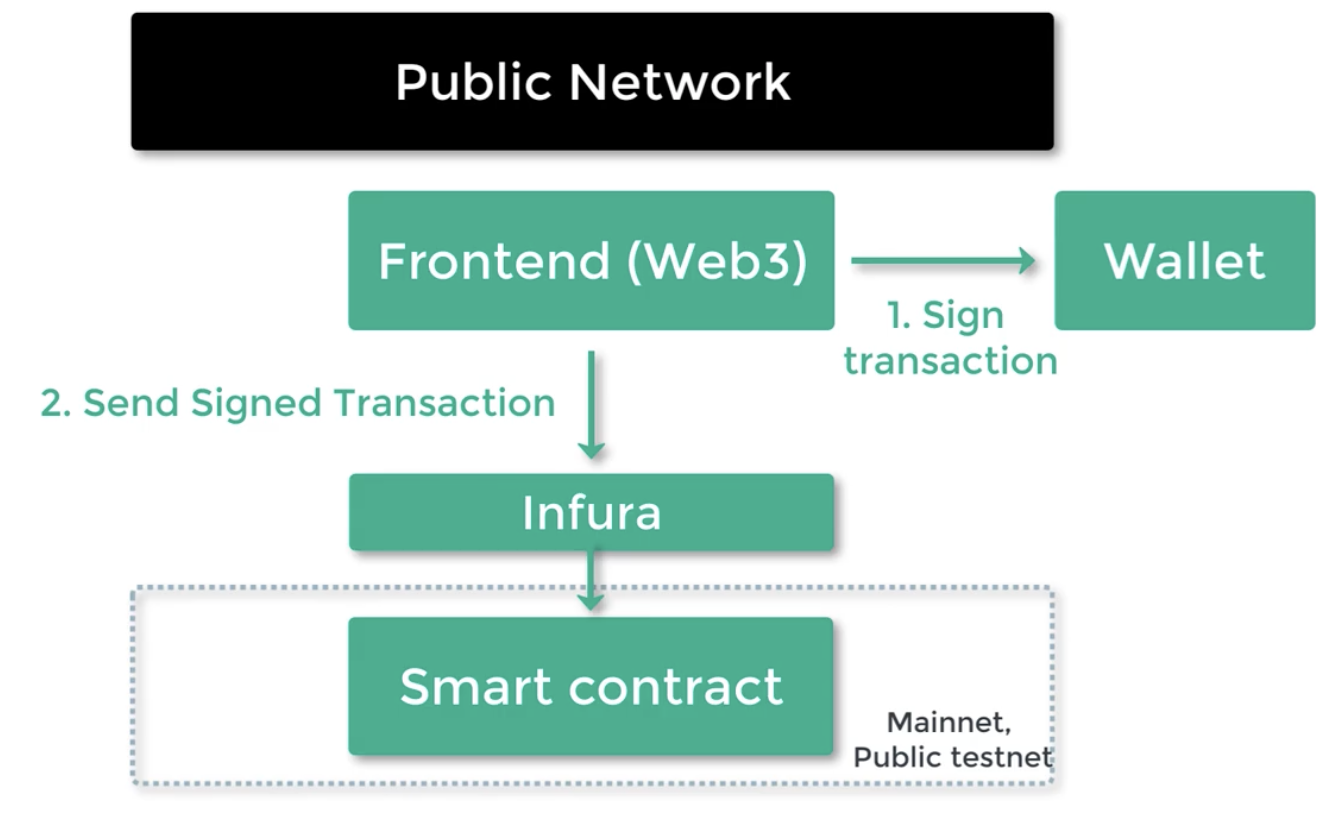 Public Network
Frontend (Web3)
Wallet
1. Sign
transaction
2. Send Signed Transaction
Infura
Smart contract
Mainnet,
Public testnet